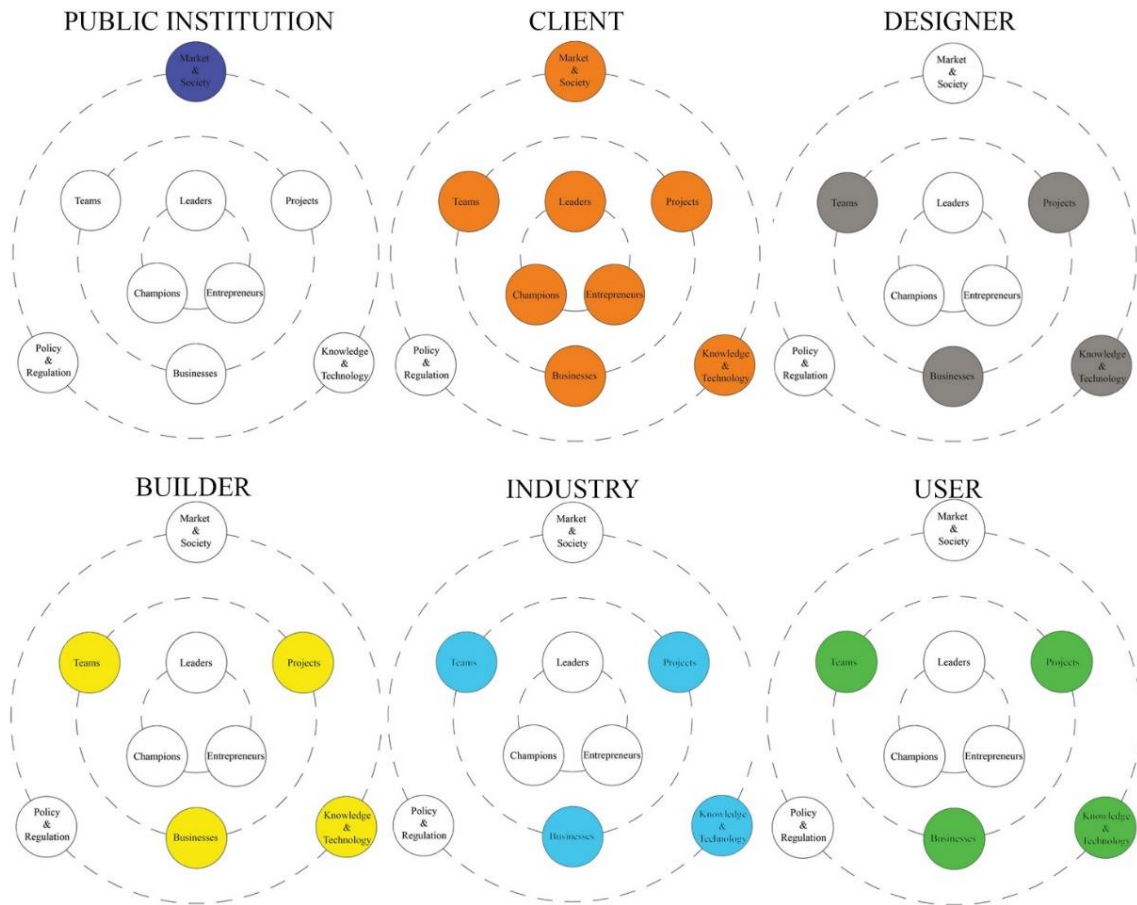 PUBLIC INSTITUTION
Market
&
Society
Teams
Leaders
Projects
Champions
Entrepreneurs
Policy
&
Regulation
Businesses
Knowledge
&
Technology
CLIENT
Market
&
Society
Teams
Leaders
Projects
Champions
Entrepreneurs
Policy
&
Regulation
Businesses
Knowledge
&
Technology
DESIGNER
Market
&
Society
Teams
Leaders
Projects
Champions
Entrepreneurs
Policy
&
Regulation
Businesses
Knowledge
&
Technology
BUILDER
Market
&
Society
Teams
Leaders
Projects
Champions
Entrepreneurs
Policy
&
Regulation
Businesses
Knowledge
&
Technology
INDUSTRY
Market
&
Society
Teams
Leaders
Projects
Champions
Entrepreneurs
Policy
&
Regulation
Businesses
Knowledge
&
Technology
USER
Market
&
Society
Teams
Leaders
Projects
Champions
Entrepreneurs
Policy
&
Regulation
Businesses
Knowledge
&
Technology